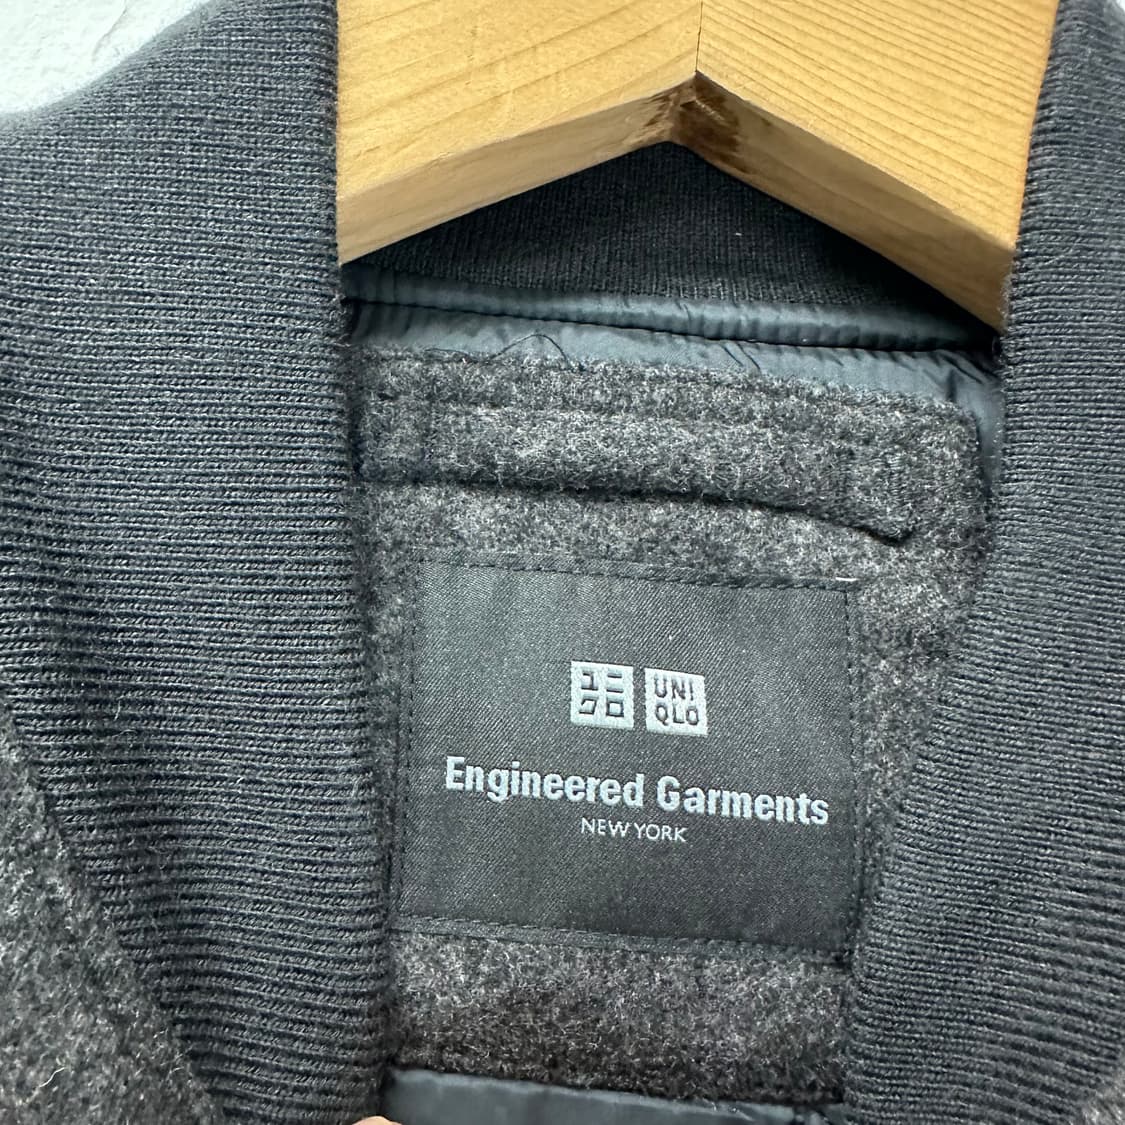 ユニ UNI
クロ QLO
Engineered Garments
NEW YORK